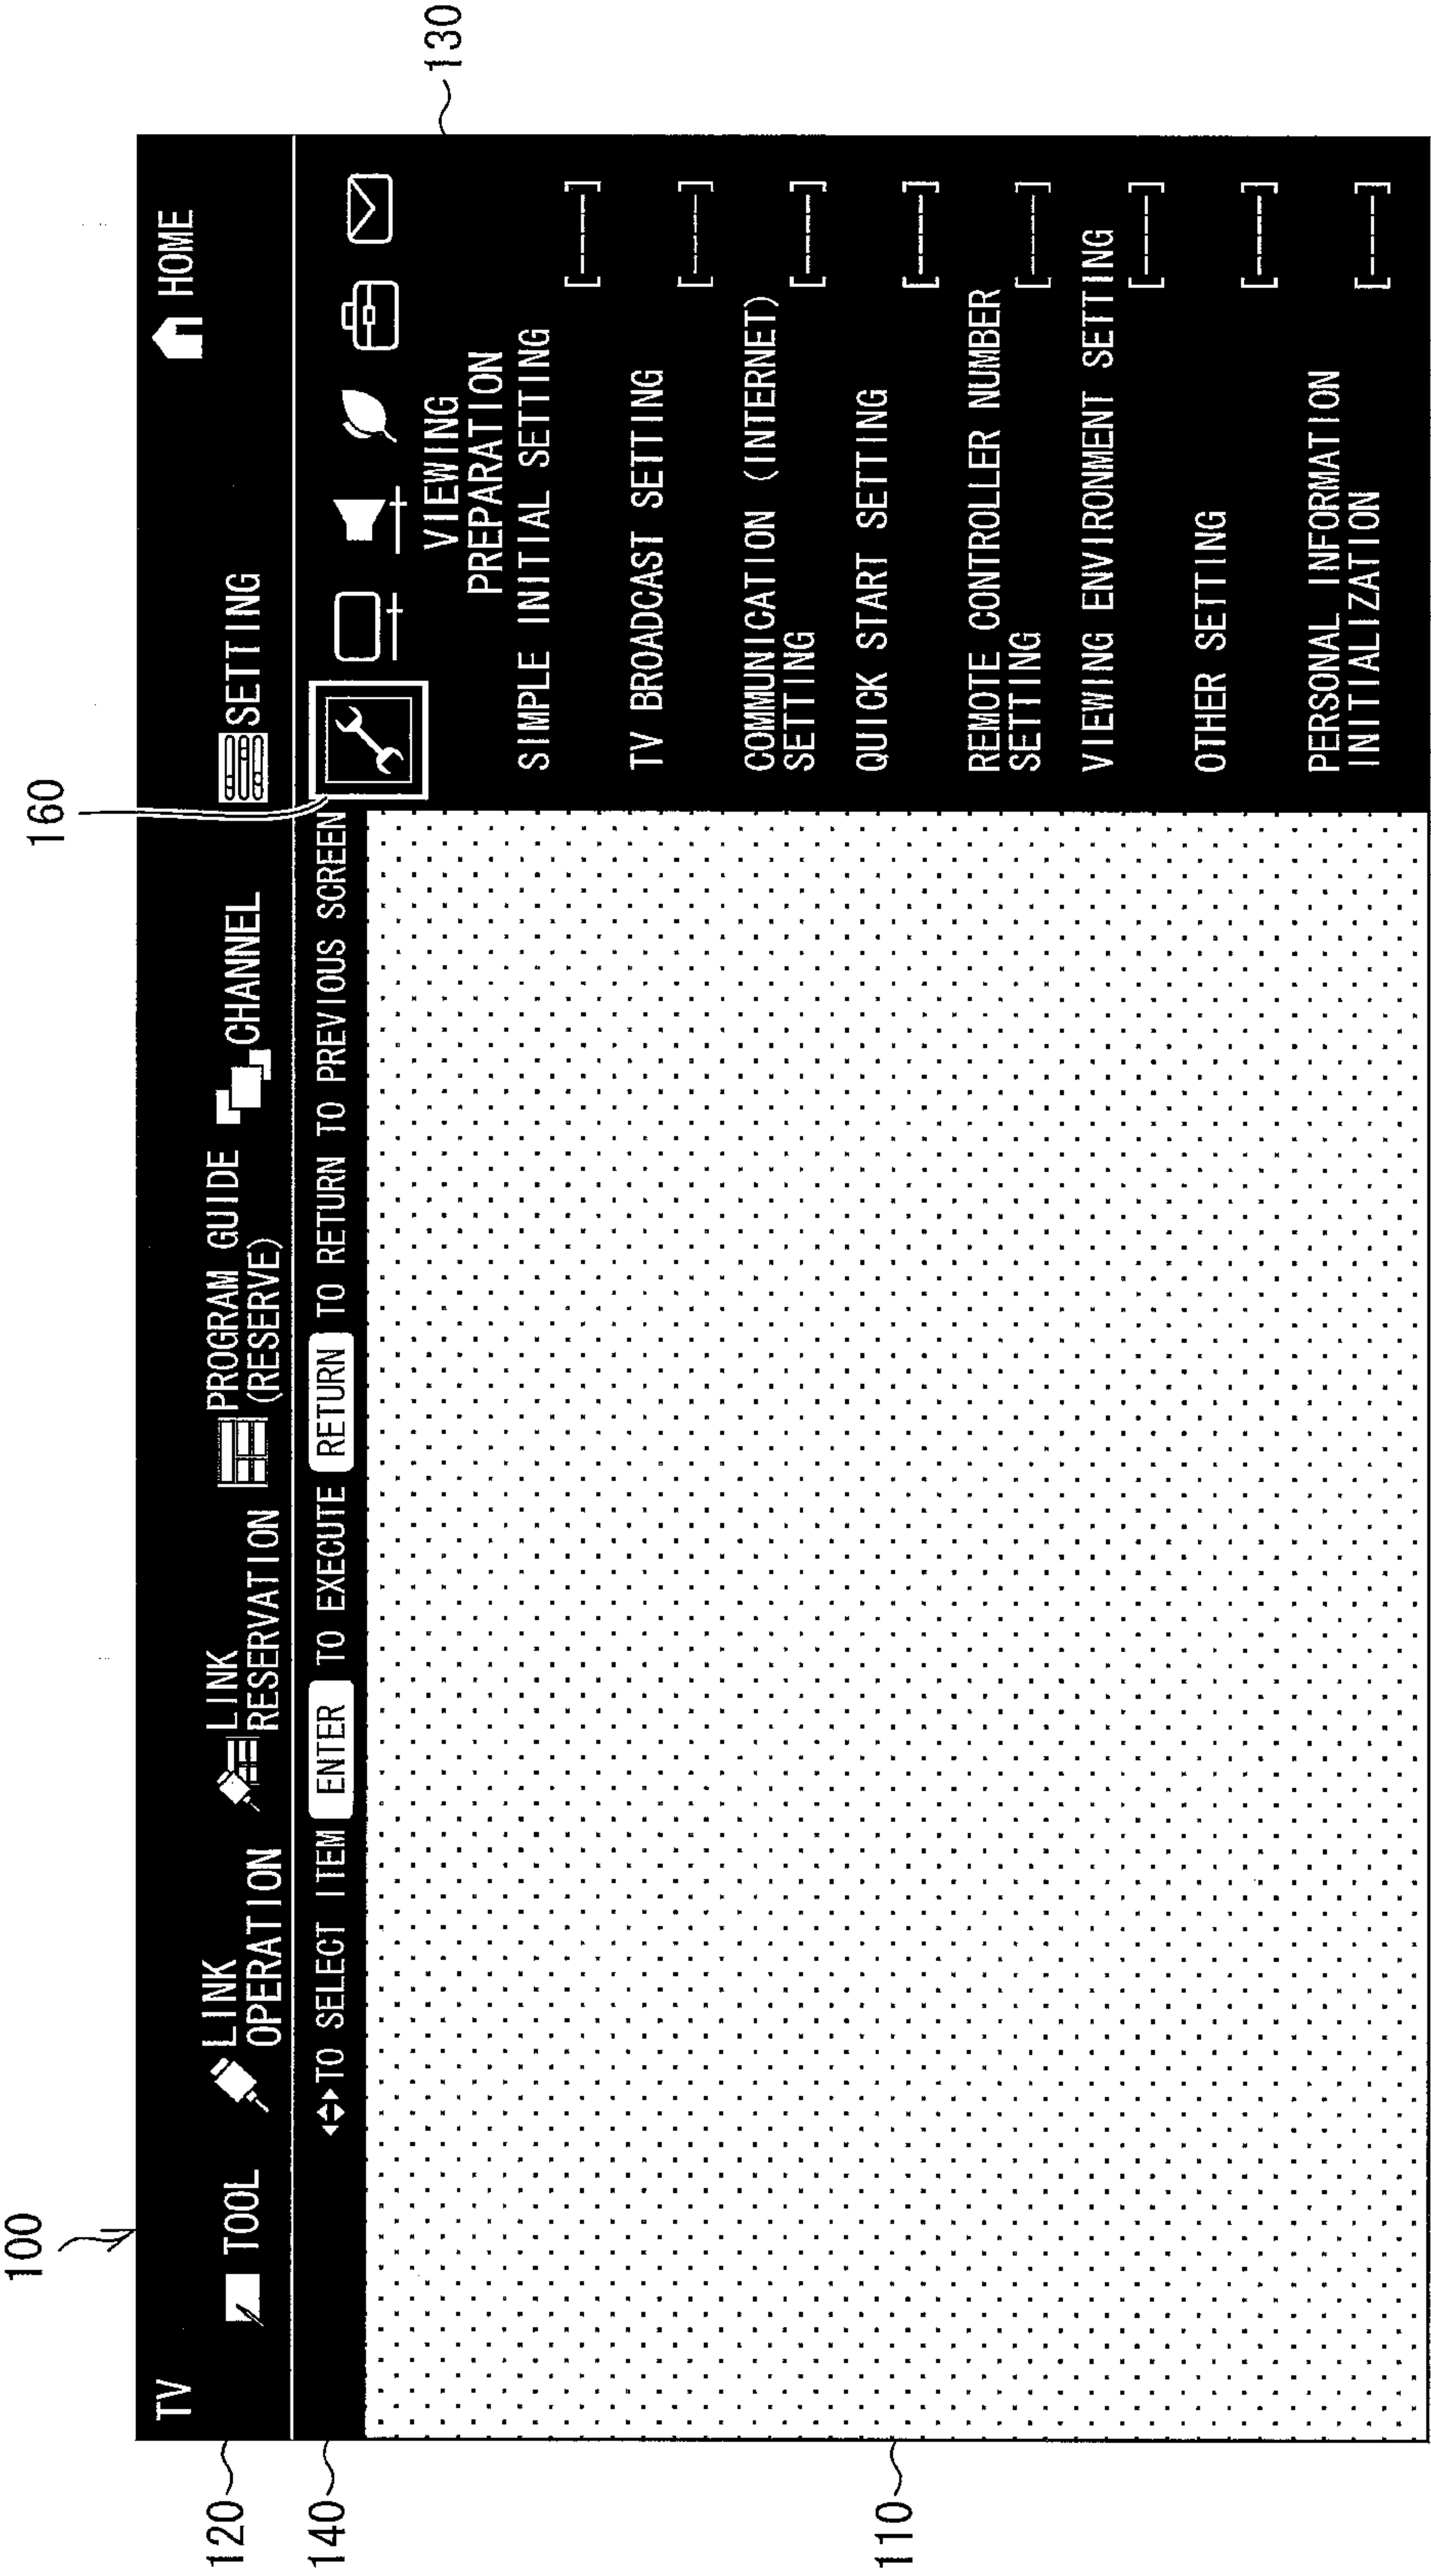 100
160
TV
HOME
TOOL
LINK
OPERATION
LINK
RESERVATION
PROGRAM GUIDE
(RESERVE)
CHANNEL
SETTING
120
TO SELECT ITEM ENTER TO EXECUTE RETURN TO RETURN TO PREVIOUS SCREEN
140
130
VIEWING
PREPARATION
SIMPLE INITIAL SETTING
[-----]
TV BROADCAST SETTING
[-----]
COMMUNICATION (INTERNET)
SETTING
[-----]
QUICK START SETTING
[-----]
REMOTE CONTROLLER NUMBER
SETTING
[-----]
VIEWING ENVIRONMENT SETTING
[-----]
OTHER SETTING
[-----]
PERSONAL INFORMATION
INITIALIZATION
[-----]
110